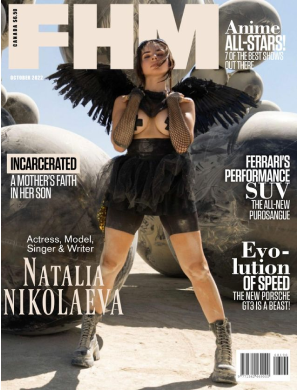 CANADA $6.98
FHM
OCTOBER 2022
Anime
ALL-STARS!
7 OF THE BEST SHOWS
OUT THERE
INCARCERATED
A MOTHER'S FAITH
IN HER SON
FERRARI'S
PERFORMANCE
SUV
THE ALL-NEW
PUROSANGUE
Actress, Model,
Singer & Writer
NATALIA
NIKOLAEVA
Evo-
lution
OF SPEED
THE NEW PORSCHE
GT3 IS A BEAST!